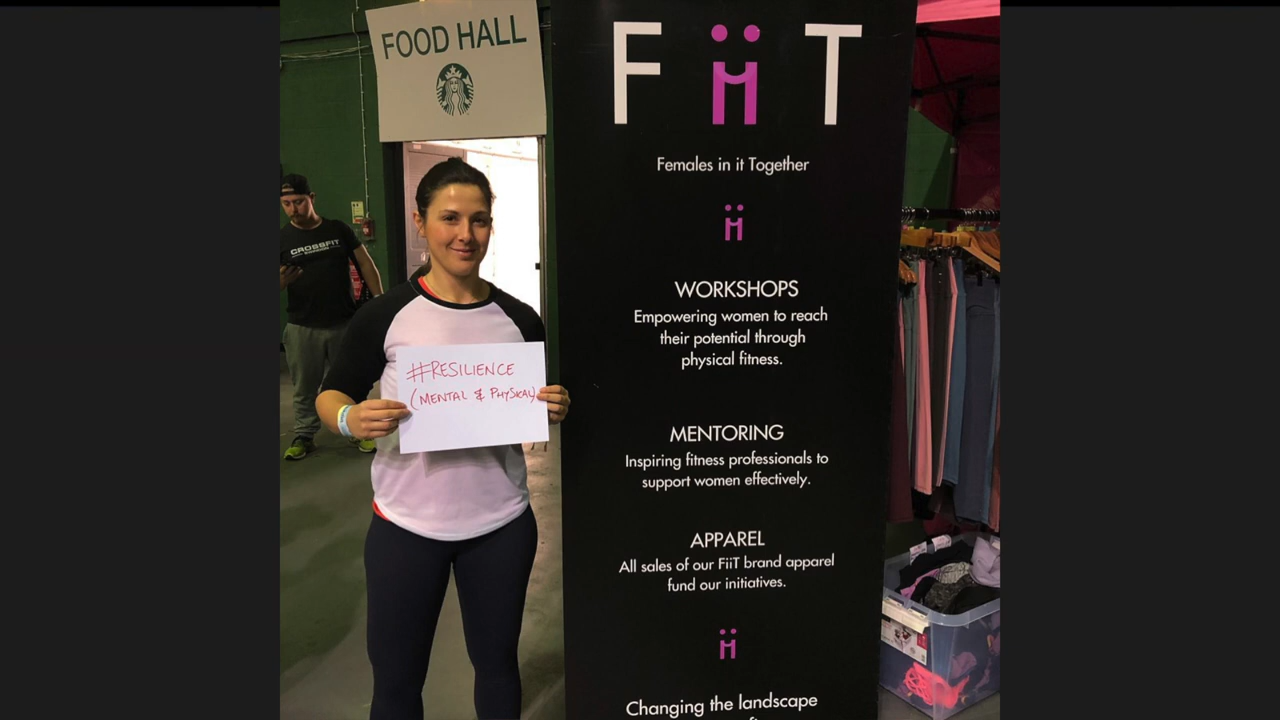 FOOD HALL
CROSSFIT
#RESILIENCE
(MENTAL & PHYSICAL)
FiiT
Females in it Together
WORKSHOPS
Empowering women to reach
their potential through
physical fitness.
MENTORING
Inspiring fitness professionals to
support women effectively.
APPAREL
All sales of our FiiT brand apparel
fund our initiatives.
Changing the landscape